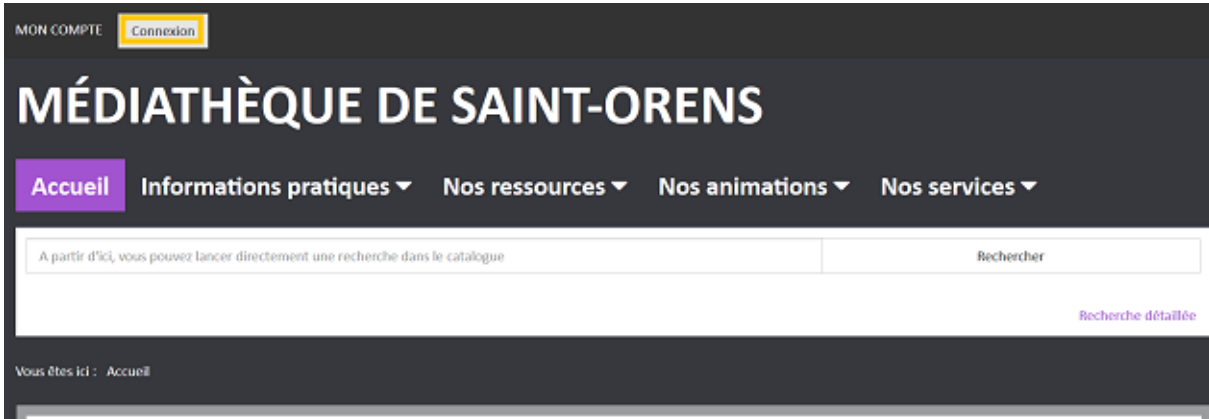 MON COMPTE Connexion
MÉDIATHÈQUE DE SAINT-ORENS
Accueil Informations pratiques Nos ressources Nos animations Nos services
A partir d'ici, vous pouvez lancer directement une recherche dans le catalogue Rechercher
Recherche détaillée
Vous êtes ici : Accueil